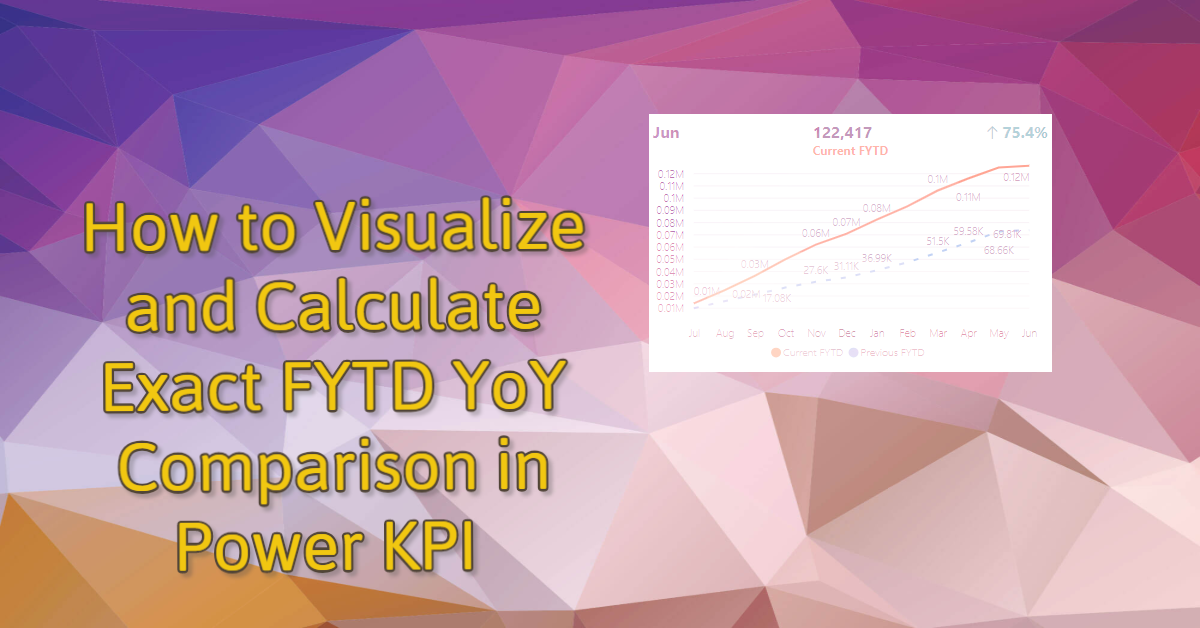 How to Visualize
and Calculate
Exact FYTD YoY
Comparison in
Power KPI
Jun 122,417 ↑ 75.4%
Current FYTD
0.12M
0.11M
0.1M
0.09M
0.08M
0.07M
0.06M
0.05M
0.04M
0.03M
0.02M
0.01M
0.01M 0.03M 0.06M 0.07M 0.08M 0.1M 0.11M 0.12M
0.02M 17.08K 27.6K 31.11K 36.99K 51.5K 59.58K 68.66K 69.81K
Jul Aug Sep Oct Nov Dec Jan Feb Mar Apr May Jun
Current FYTD Previous FYTD